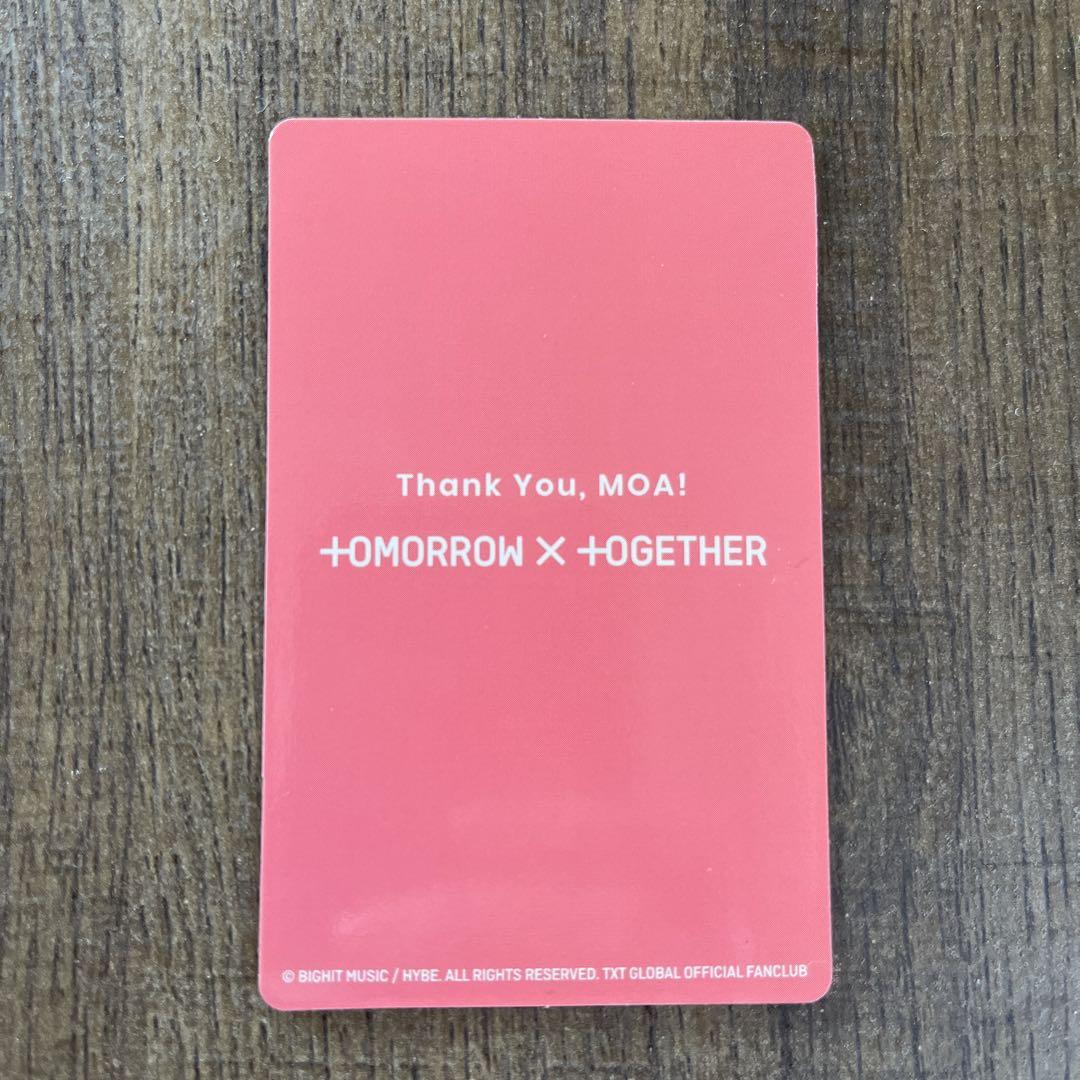 Thank You, MOA!
TOMORROW X TOGETHER
© BIGHIT MUSIC / HYBE. ALL RIGHTS RESERVED. TXT GLOBAL OFFICIAL FANCLUB